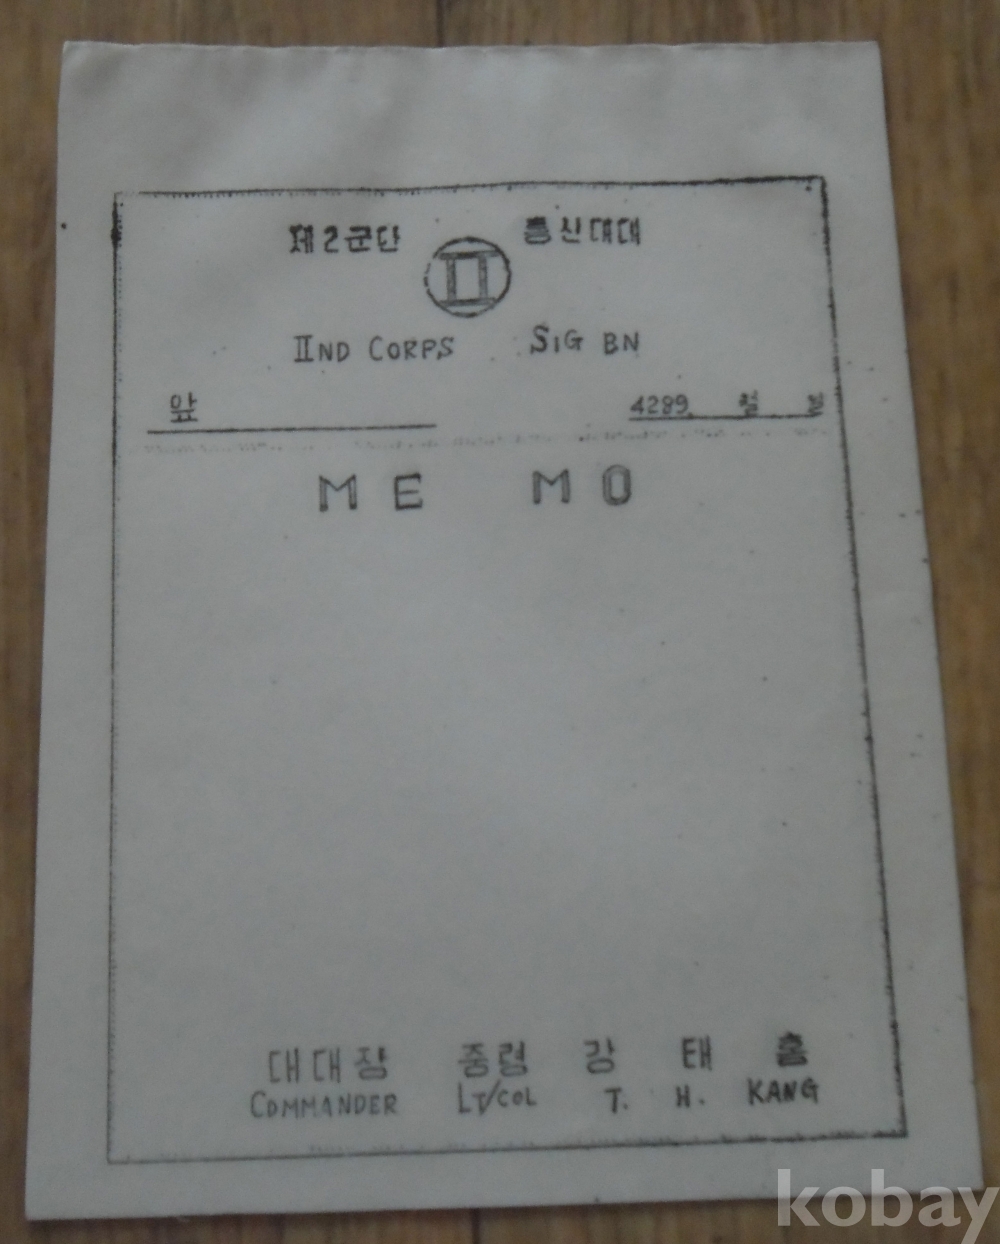 제2군단 통신대대
II
IIND CORPS SIG BN
앞 4289. 월 일
ME MO
대대장 중령 강 태 홍
COMMANDER LT/COL T. H. KANG
kobay